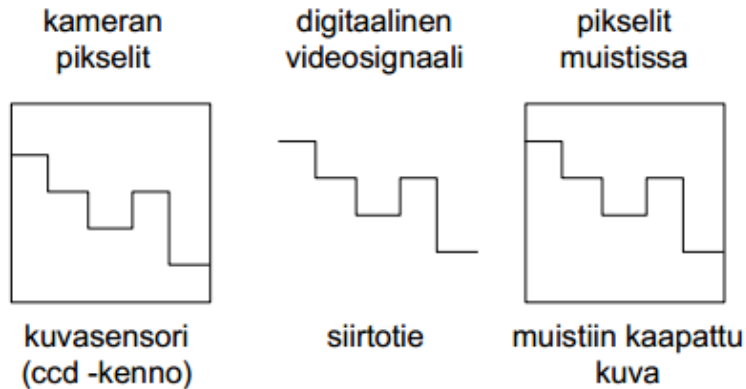 kameran
pikselit
digitaalinen
videosignaali
pikselit
muistissa
kuvasensori
(ccd -kenno)
siirtotie
muistiin kaapattu
kuva